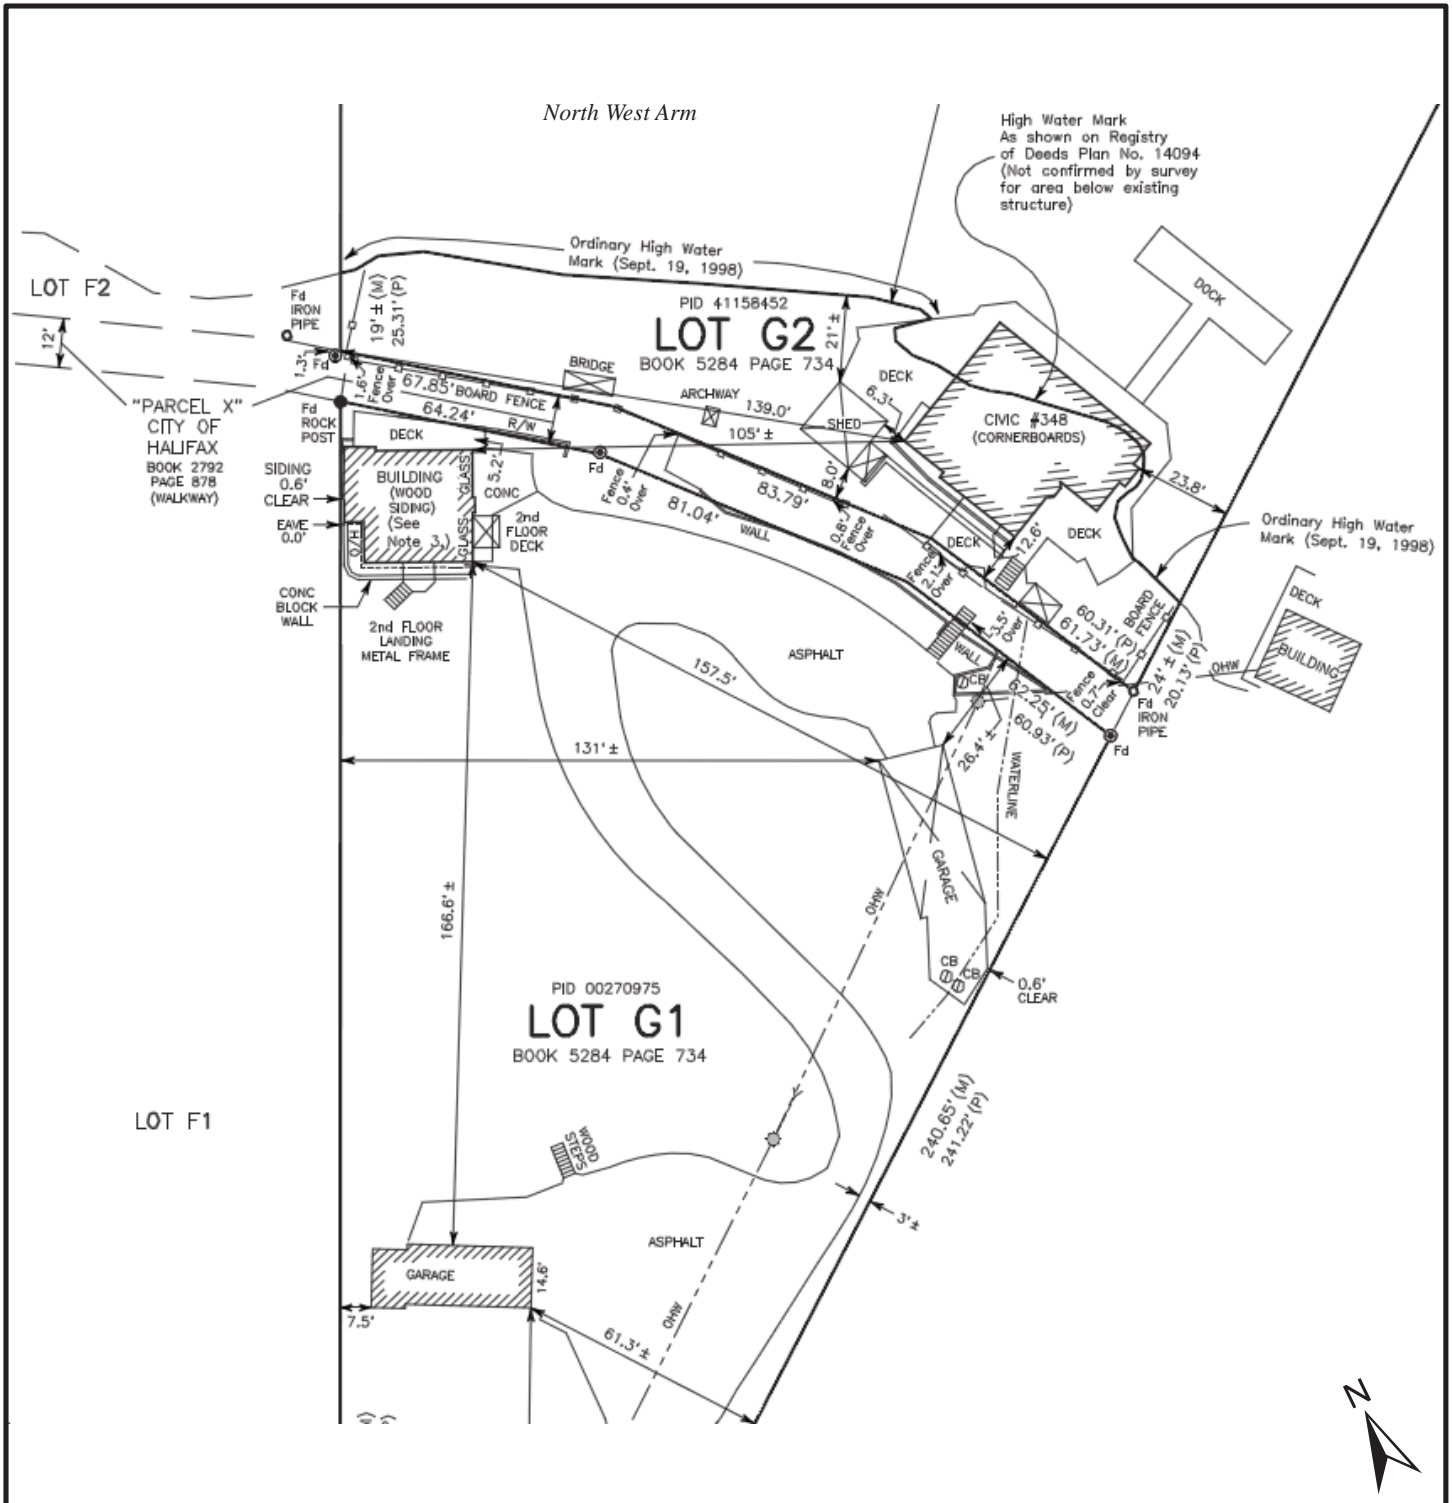 North West Arm
High Water Mark
As shown on Registry
of Deeds Plan No. 14094
(Not confirmed by survey
for area below existing
structure)
Ordinary High Water
Mark (Sept. 19, 1998)
LOT F2
12'
Fd
IRON
PIPE
19' ± (M)
25.31' (P)
PID 41158452
LOT G2
BOOK 5284 PAGE 734
21' ±
DOCK
1.3'
Fd
1.6'
Fence
Over
67.85'
BOARD FENCE
BRIDGE
ARCHWAY
139.0'
DECK
6.3'
CIVIC #348
(CORNERBOARDS)
"PARCEL X"
CITY OF
HALIFAX
BOOK 2792
PAGE 878
(WALKWAY)
Fd
ROCK
POST
64.24'
R/W
DECK
105' ±
SHED
23.8'
SIDING
0.6'
CLEAR
BUILDING
(WOOD
SIDING)
(See
Note 3.)
GLASS
GLASS
5.2'
CONC
Fd
Fence
0.4'
Over
81.04'
83.79'
8.0'
WALL
0.8'
Fence
Over
DECK
12.6'
DECK
Ordinary High Water
Mark (Sept. 19, 1998)
EAVE
0.0'
O/H
2nd
FLOOR
DECK
Fence
2.1'
Over
CONC
BLOCK
WALL
2nd FLOOR
LANDING
METAL FRAME
3.5'
Over
60.31' (P)
61.73' (M)
BOARD
FENCE
DECK
BUILDING
ASPHALT
WALL
CB
OHW
24' ± (M)
20.13' (P)
157.5'
62.25' (M)
60.93' (P)
Fence
0.7'
Clear
Fd
IRON
PIPE
Fd
131' ±
26.4' ±
WATERLINE
GARAGE
166.6' ±
OHW
CB
CB
0.6'
CLEAR
PID 00270975
LOT G1
BOOK 5284 PAGE 734
LOT F1
240.65' (M)
241.22' (P)
WOOD
STEPS
3' ±
ASPHALT
GARAGE
14.6'
7.5'
OHW
61.3' ±
N